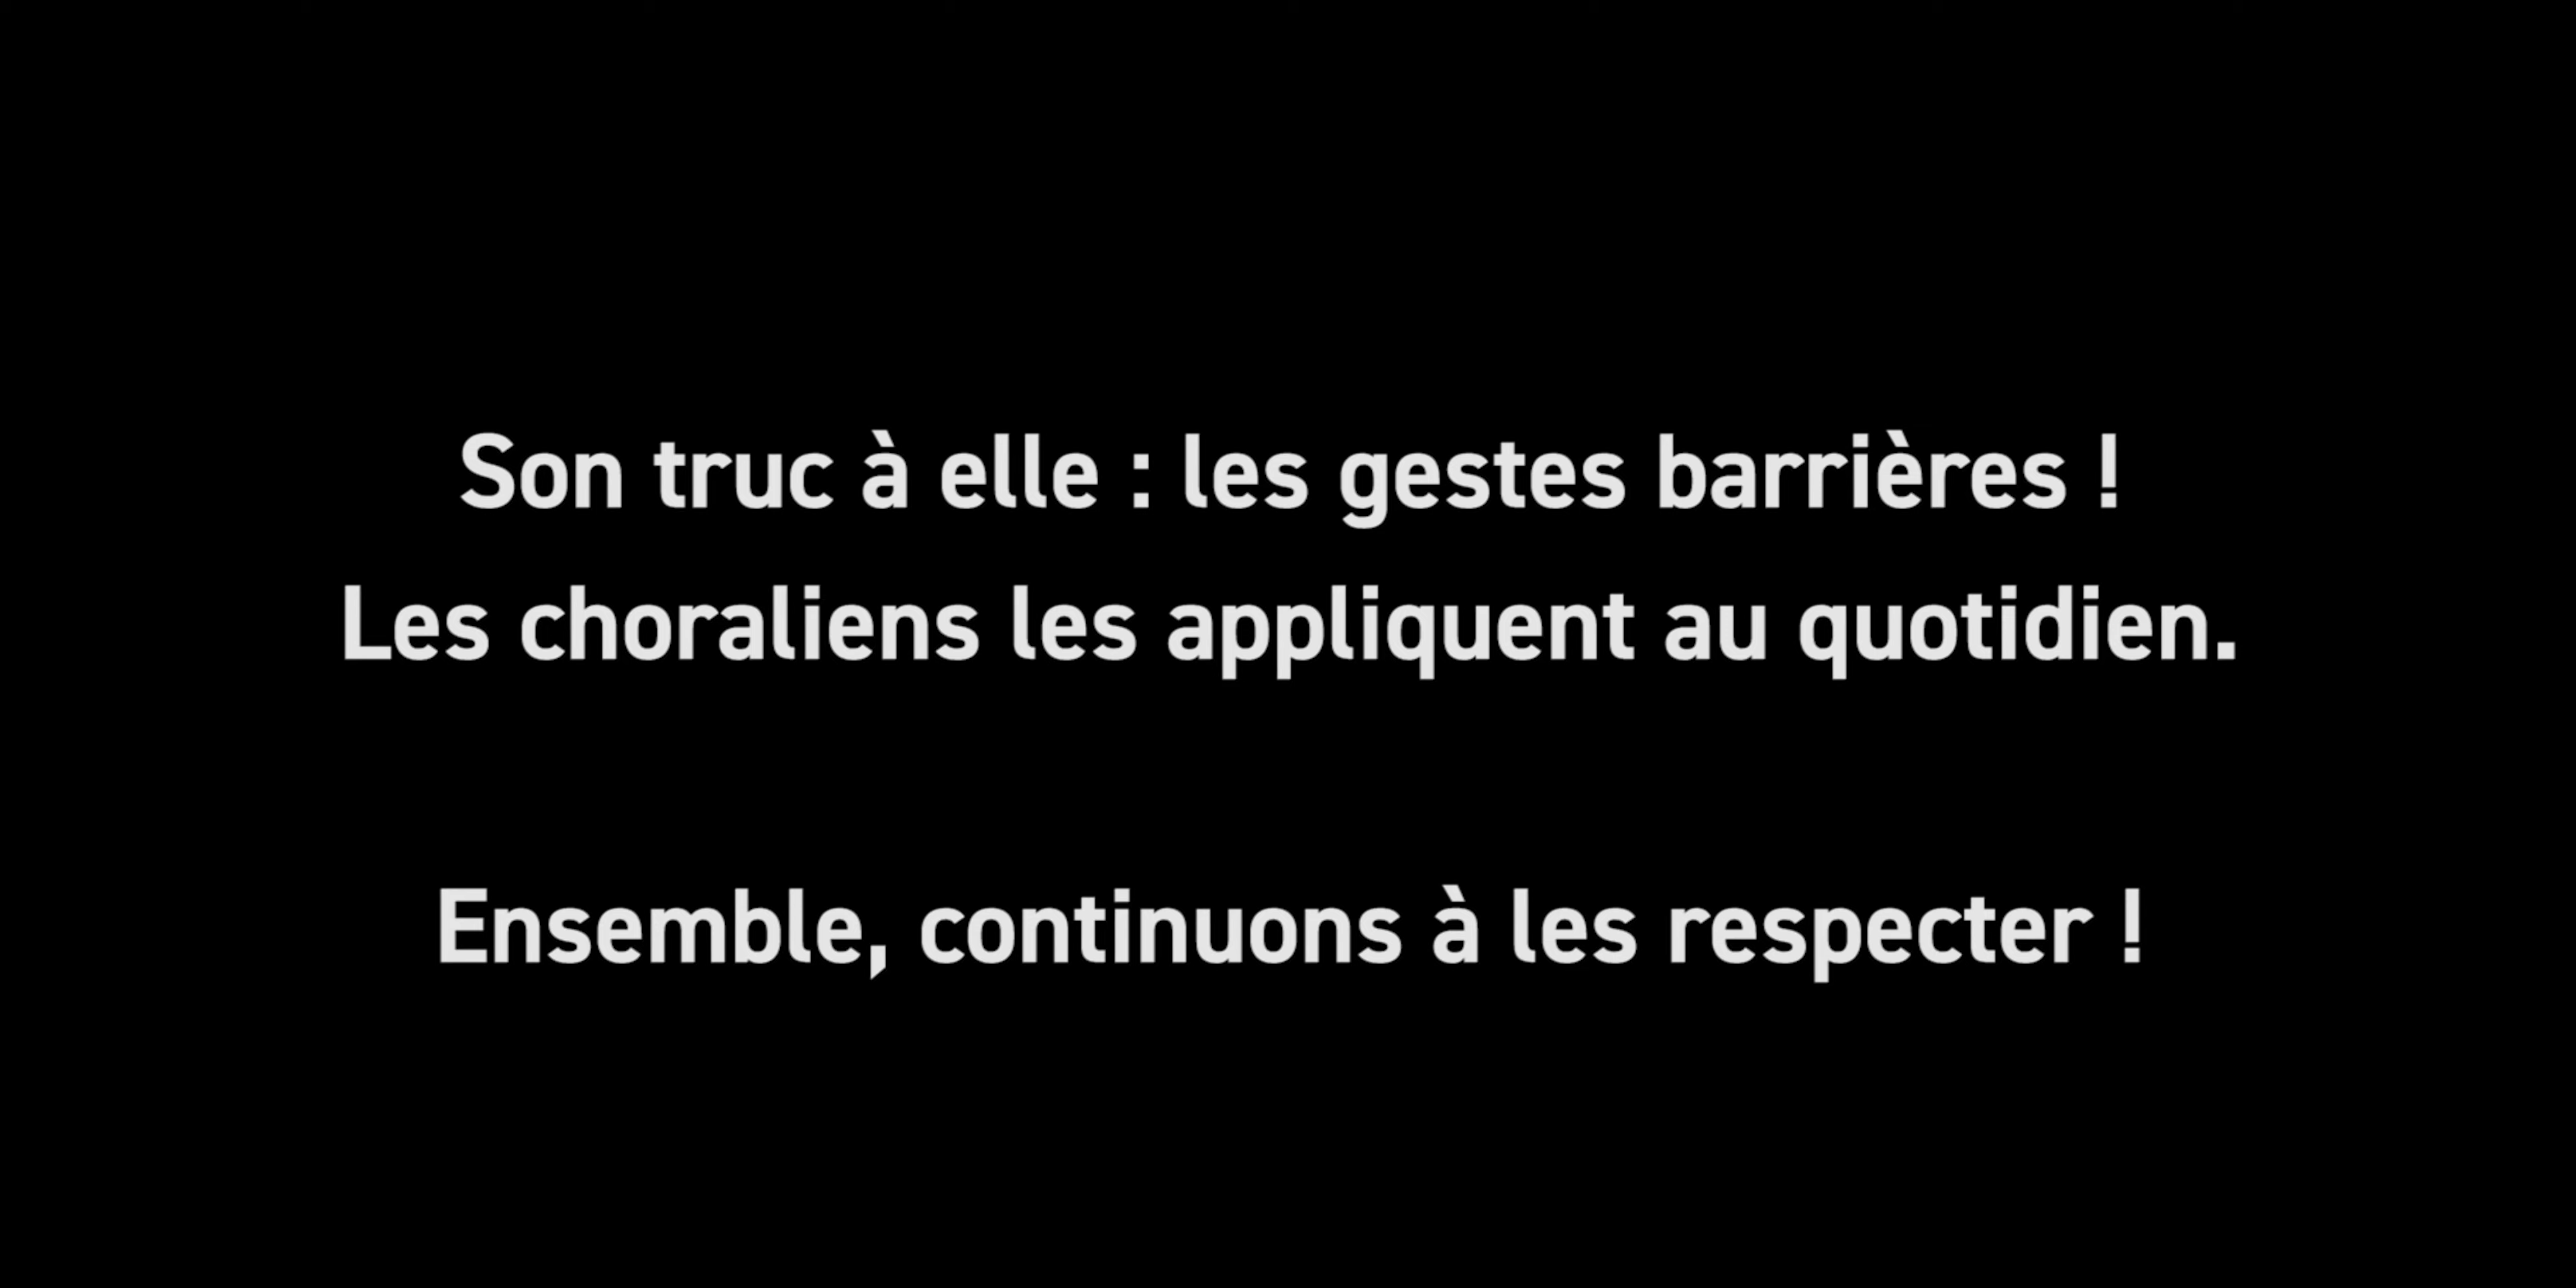 Son truc à elle : les gestes barrières !
Les choraliens les appliquent au quotidien.
Ensemble, continuons à les respecter !